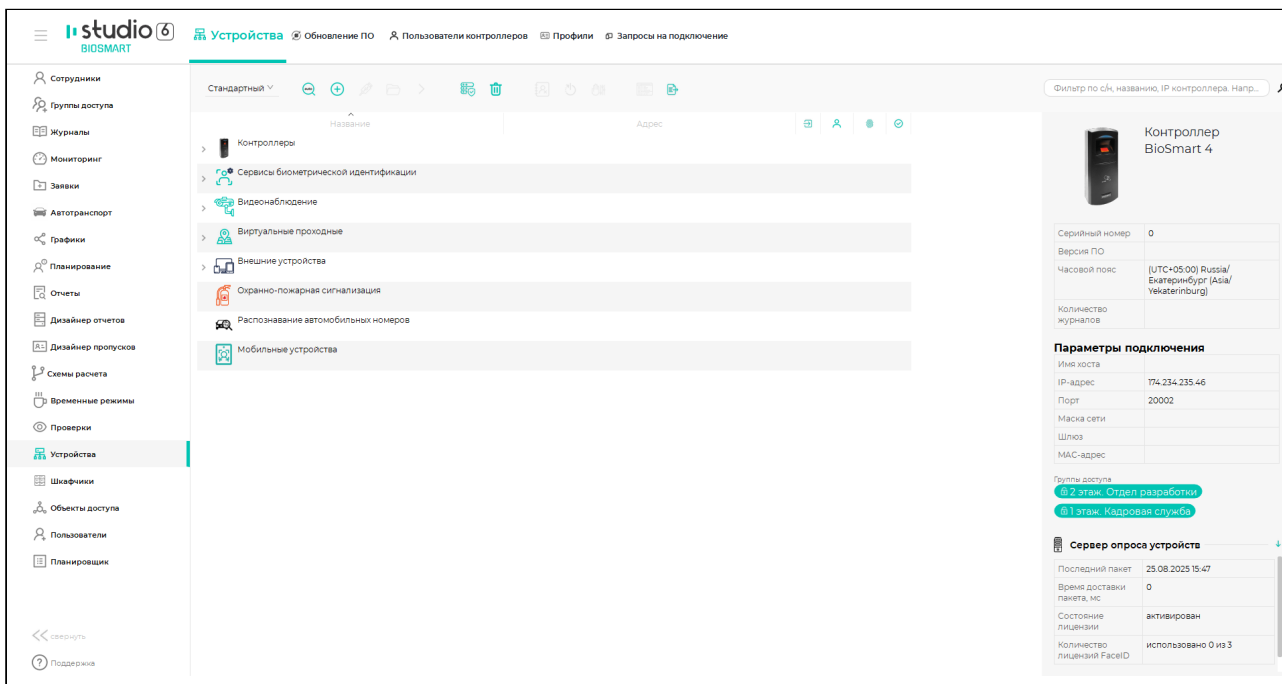 studio 6
BIOSMART
Устройства
Обновление ПО
Пользователи контроллеров
Профили
Запросы на подключение
Сотрудники
Группы доступа
Журналы
Мониторинг
Заявки
Автотранспорт
Графики
Планирование
Отчеты
Дизайнер отчетов
Дизайнер пропусков
Схемы расчета
Временные режимы
Проверки
Устройства
Шкафчики
Объекты доступа
Пользователи
Планировщик
свернуть
Поддержка
Стандартный
Название
Адрес
Контроллеры
Сервисы биометрической идентификации
Видеонаблюдение
Виртуальные проходные
Внешние устройства
Охранно-пожарная сигнализация
Распознавание автомобильных номеров
Мобильные устройства
Фильтр по с/н, названию, IP контроллера. Напр...
Контроллер
BioSmart 4
Серийный номер 0
Версия ПО
Часовой пояс (UTC+05:00) Russia/
Екатеринбург (Asia/
Yekaterinburg)
Количество
журналов
Параметры подключения
Имя хоста
IP-адрес 174.234.235.46
Порт 20002
Маска сети
Шлюз
MAC-адрес
Группы доступа
2 этаж. Отдел разработки
1 этаж. Кадровая служба
Сервер опроса устройств
Последний пакет 25.08.2025 15:47
Время доставки 0
пакета, мс
Состояние активирован
лицензии
Количество использовано 0 из 3
лицензий FaceID